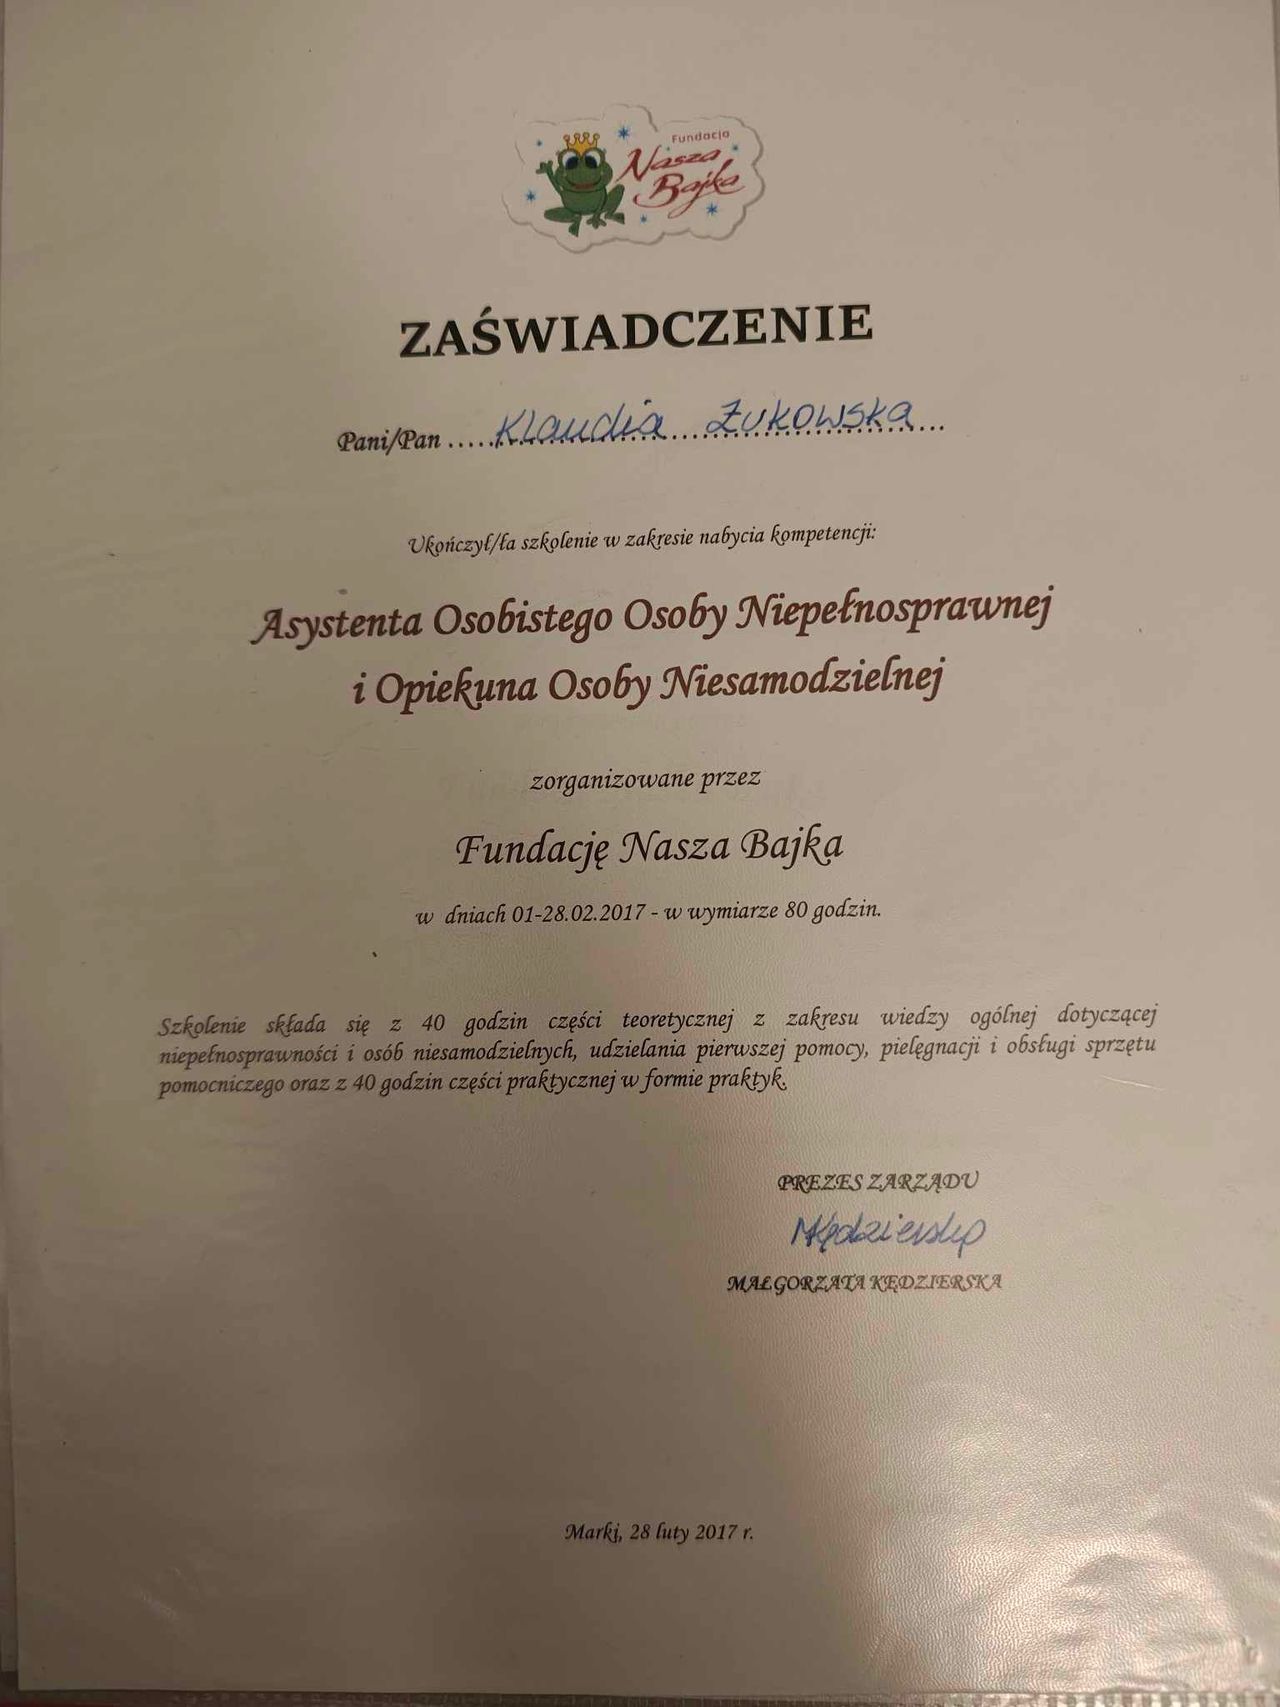 Fundacja
Nasza
Bajka
ZAŚWIADCZENIE
Pani/Pan .....Klaudia...Żukowska...
Ukończył/ła szkolenie w zakresie nabycia kompetencji:
Asystenta Osobistego Osoby Niepełnosprawnej
i Opiekuna Osoby Niesamodzielnej
zorganizowane przez
Fundację Nasza Bajka
w dniach 01-28.02.2017 - w wymiarze 80 godzin.
Szkolenie składa się z 40 godzin części teoretycznej z zakresu wiedzy ogólnej dotyczącej
niepełnosprawności i osób niesamodzielnych, udzielania pierwszej pomocy, pielęgnacji i obsługi sprzętu
pomocniczego oraz z 40 godzin części praktycznej w formie praktyk.
PREZES ZARZĄDU
MKędzierska
MAŁGORZATA KĘDZIERSKA
Marki, 28 luty 2017 r.